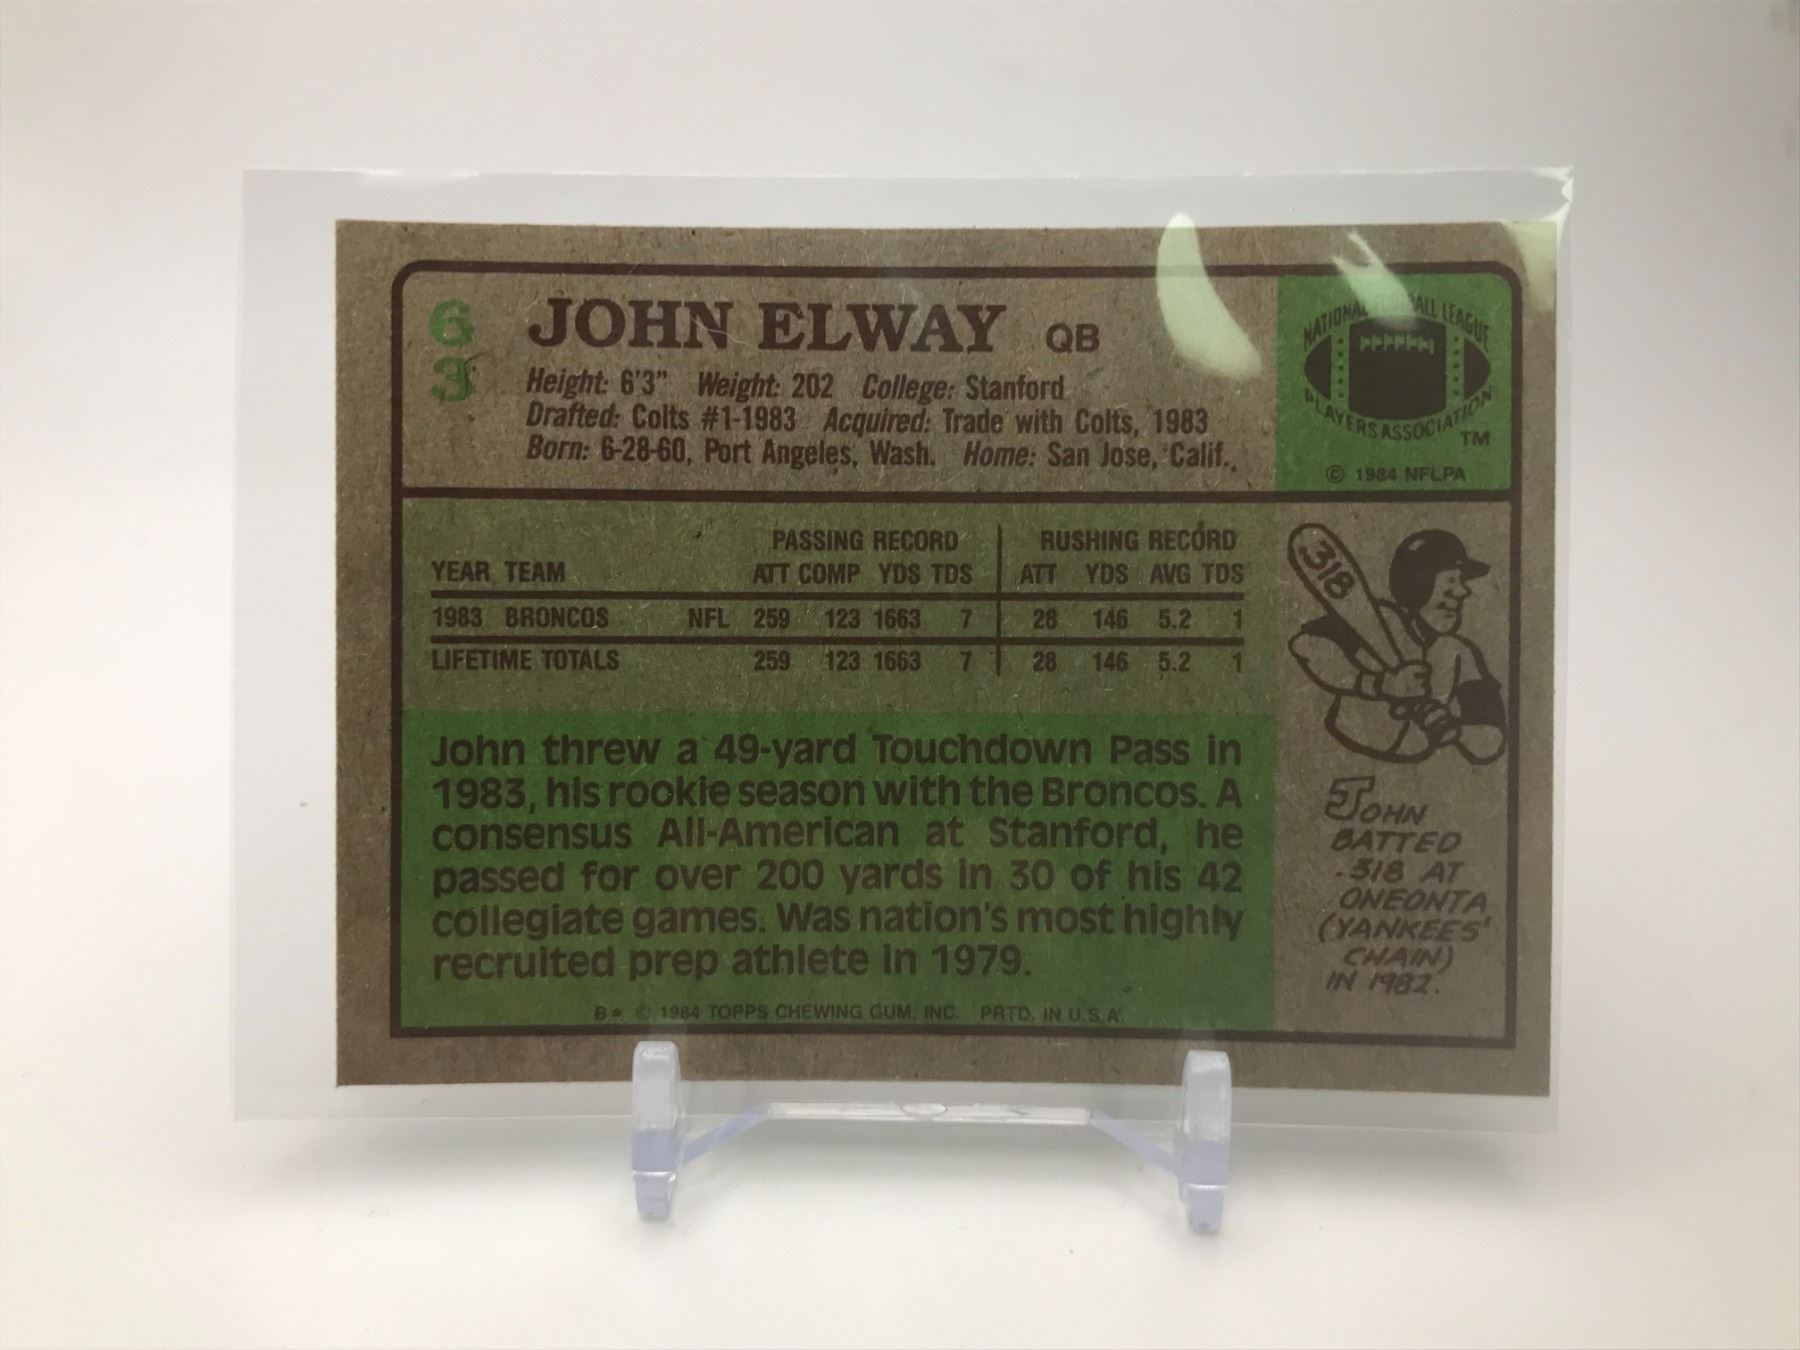 63
JOHN ELWAY QB
Height: 6'3" Weight: 202 College: Stanford
Drafted: Colts #1-1983 Acquired: Trade with Colts, 1983
Born: 6-28-60, Port Angeles, Wash. Home: San Jose, Calif.
NATIONAL FOOTBALL LEAGUE
PLAYERS ASSOCIATION
TM
© 1984 NFLPA
PASSING RECORD RUSHING RECORD
YEAR TEAM ATT COMP YDS TDS ATT YDS AVG TDS
1983 BRONCOS NFL 259 123 1663 7 28 146 5.2 1
LIFETIME TOTALS 259 123 1663 7 28 146 5.2 1
John threw a 49-yard Touchdown Pass in
1983, his rookie season with the Broncos. A
consensus All-American at Stanford, he
passed for over 200 yards in 30 of his 42
collegiate games. Was nation's most highly
recruited prep athlete in 1979.
B* © 1984 TOPPS CHEWING GUM, INC. PRTD. IN U.S.A.
.318
JOHN
BATTED
.318 AT
ONEONTA
(YANKEES'
CHAIN)
IN 1982.